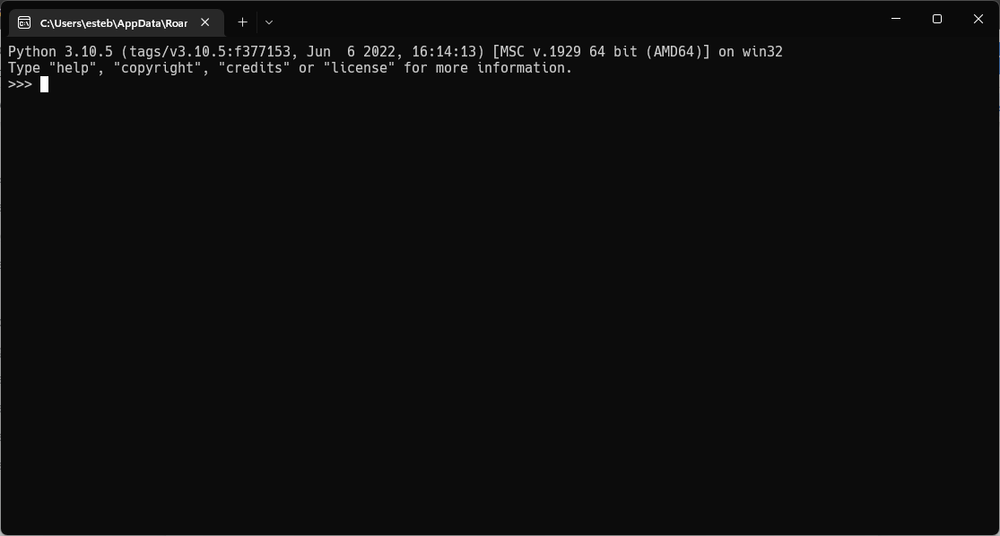 C:\Users\esteb\AppData\Roar
Python 3.10.5 (tags/v3.10.5:f377153, Jun  6 2022, 16:14:13) [MSC v.1929 64 bit (AMD64)] on win32
Type "help", "copyright", "credits" or "license" for more information.
>>>